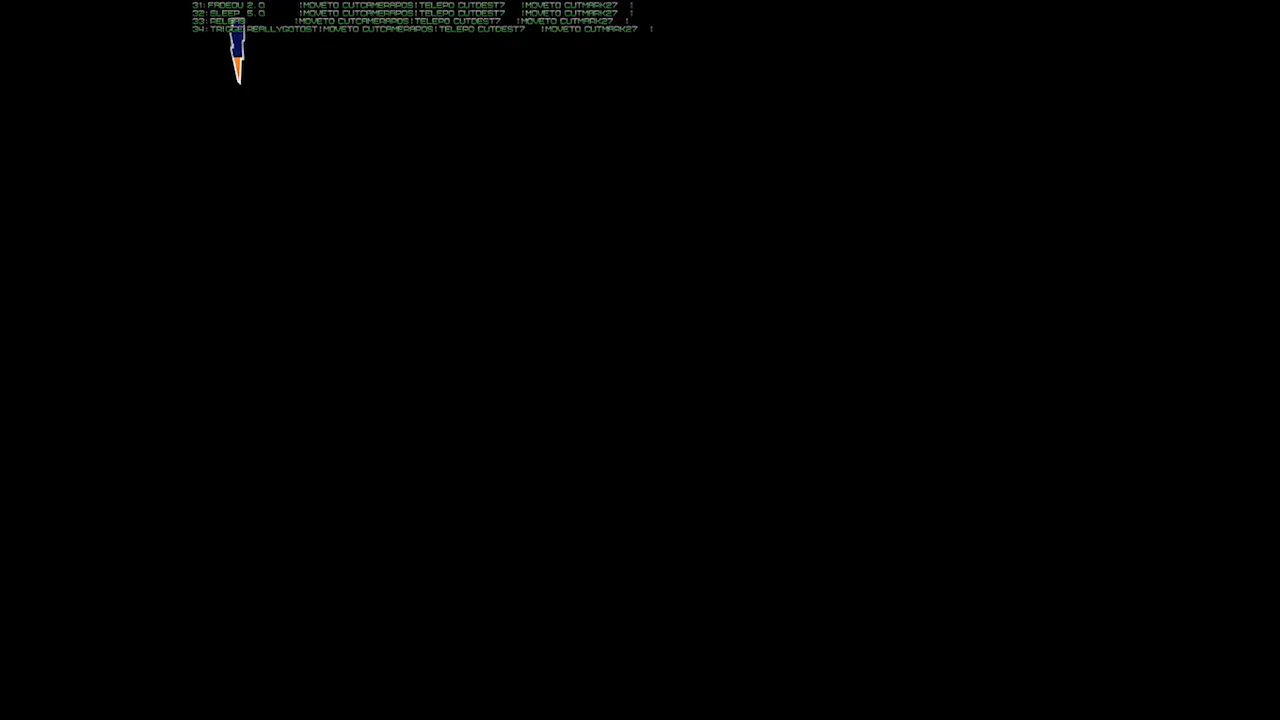 31: FADEOU 2.0 !MOVETO CUTCAMERAPOS!TELEPO CUTDEST7 !MOVETO CUTMARK27 !
32: SLEEP 5.0 !MOVETO CUTCAMERAPOS!TELEPO CUTDEST7 !MOVETO CUTMARK27 !
33: !MOVETO CUTCAMERAPOS!TELEPO CUTDEST7 !MOVETO CUTMARK27 !
34: TRIGGE REALLYGOTOST!MOVETO CUTCAMERAPOS!TELEPO CUTDEST7 !MOVETO CUTMARK27 !